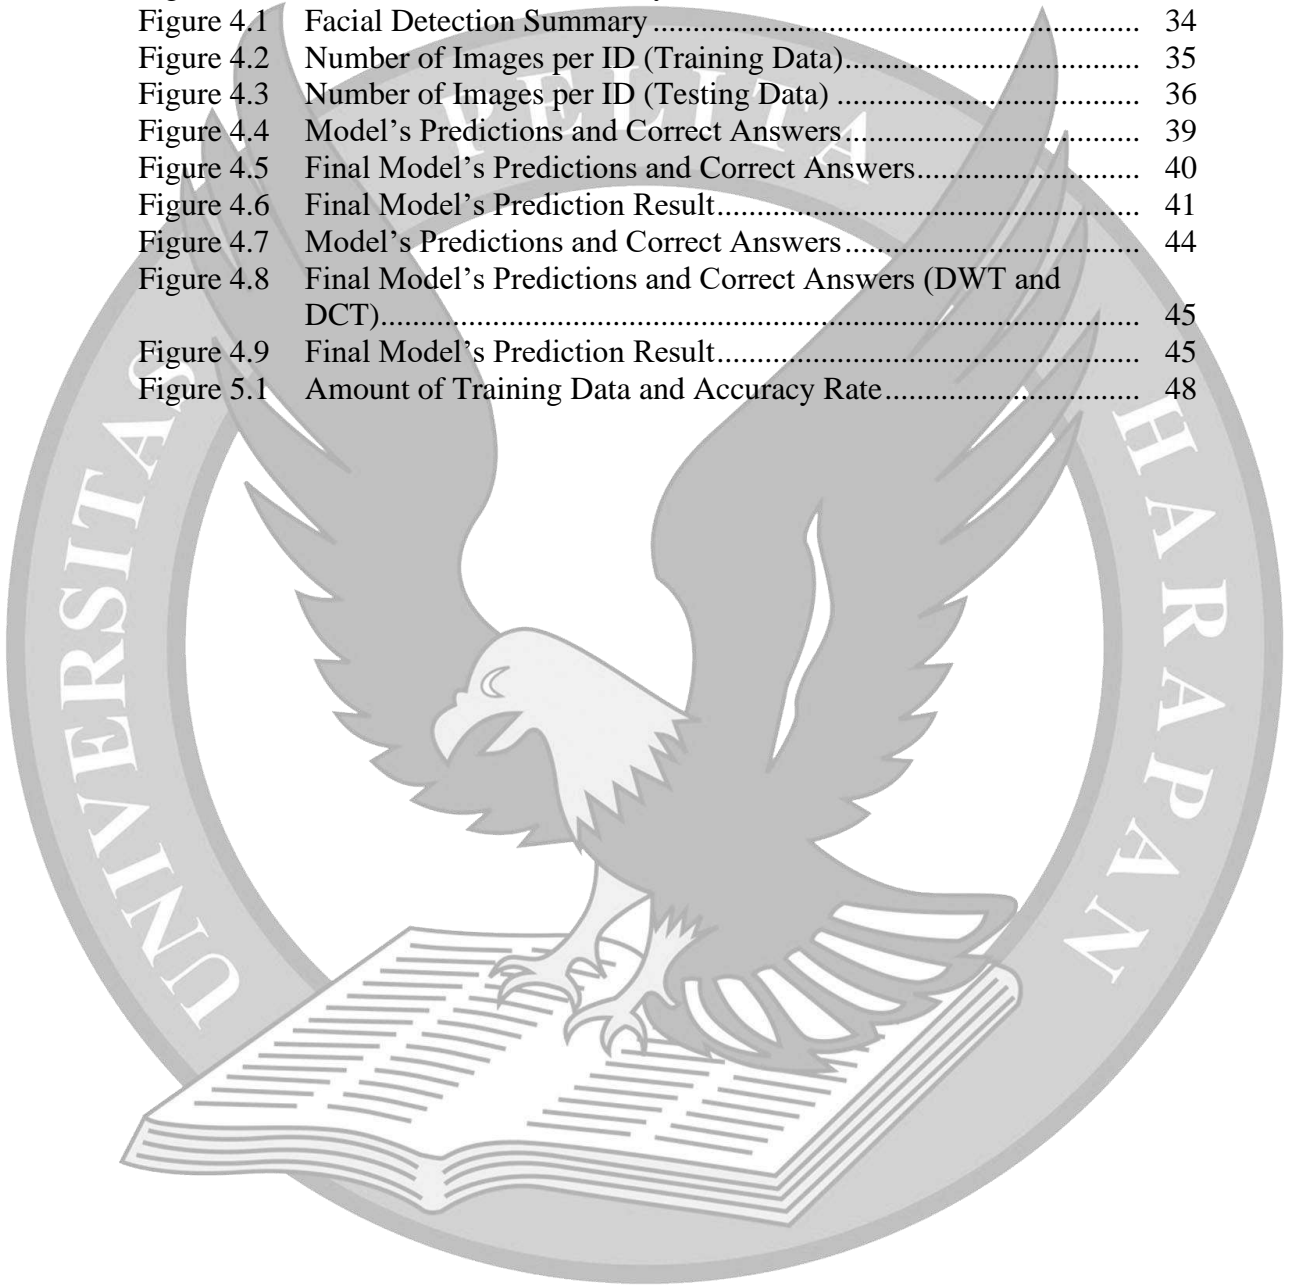 Figure 4.1 Facial Detection Summary ............................................................ 34
Figure 4.2 Number of Images per ID (Training Data) .................................... 35
Figure 4.3 Number of Images per ID (Testing Data) ..................................... 36
Figure 4.4 Model’s Predictions and Correct Answers .................................... 39
Figure 4.5 Final Model’s Predictions and Correct Answers ........................... 40
Figure 4.6 Final Model’s Prediction Result .................................................... 41
Figure 4.7 Model’s Predictions and Correct Answers .................................... 44
Figure 4.8 Final Model’s Predictions and Correct Answers (DWT and
DCT) ............................................................................................. 45
Figure 4.9 Final Model’s Prediction Result .................................................... 45
Figure 5.1 Amount of Training Data and Accuracy Rate ............................... 48
UNIVERSITAS PELITA HARAPAN